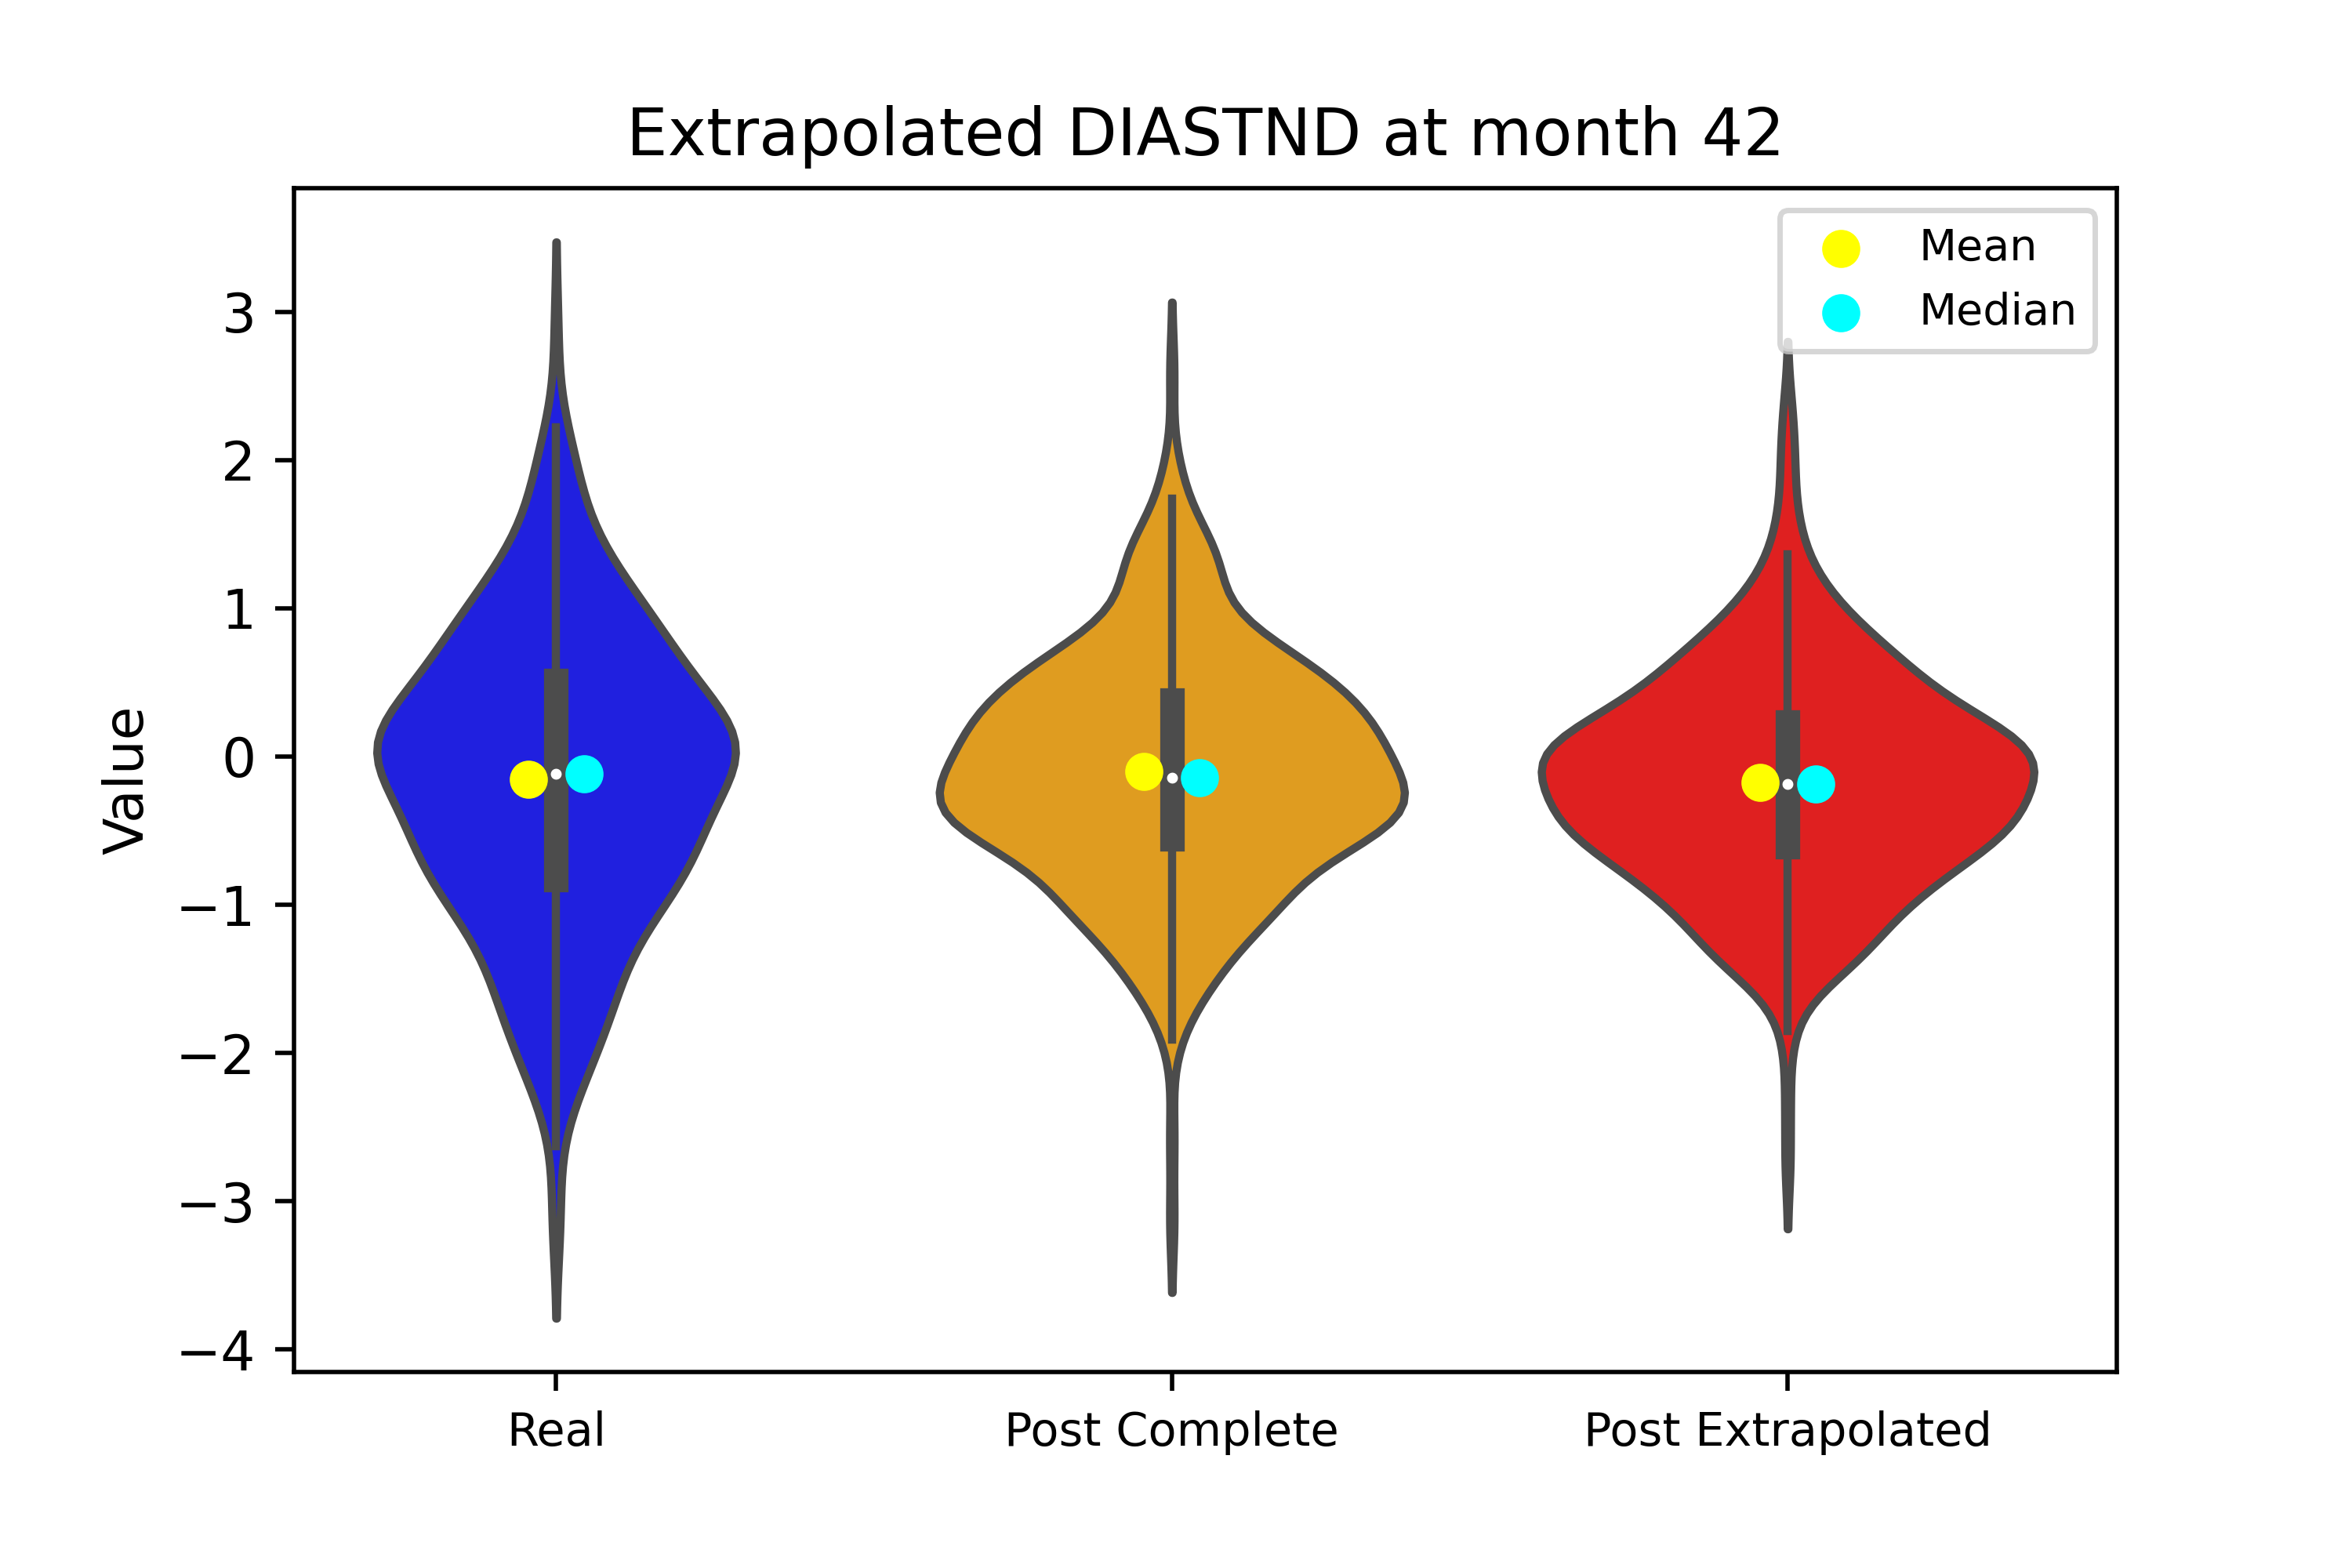 Extrapolated DIASTND at month 42
Mean
Median
Value
3
2
1
0
−1
−2
−3
−4
Real
Post Complete
Post Extrapolated